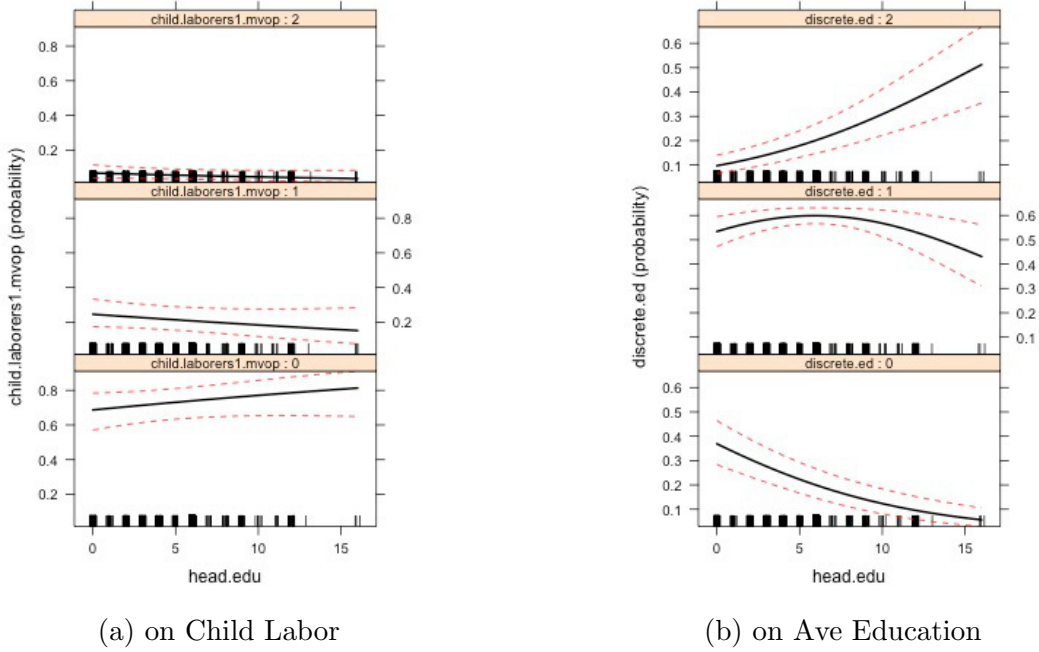 child.laborers1.mvop : 2
0.8
0.6
0.4
0.2
child.laborers1.mvop : 1
0.8
0.6
0.4
0.2
child.laborers1.mvop : 0
0.8
0.6
0.4
0.2
0 5 10 15
head.edu
child.laborers1.mvop (probability)
(a) on Child Labor
discrete.ed : 2
0.6
0.5
0.4
0.3
0.2
0.1
discrete.ed : 1
0.6
0.5
0.4
0.3
0.2
0.1
discrete.ed : 0
0.6
0.5
0.4
0.3
0.2
0.1
0 5 10 15
head.edu
discrete.ed (probability)
(b) on Ave Education